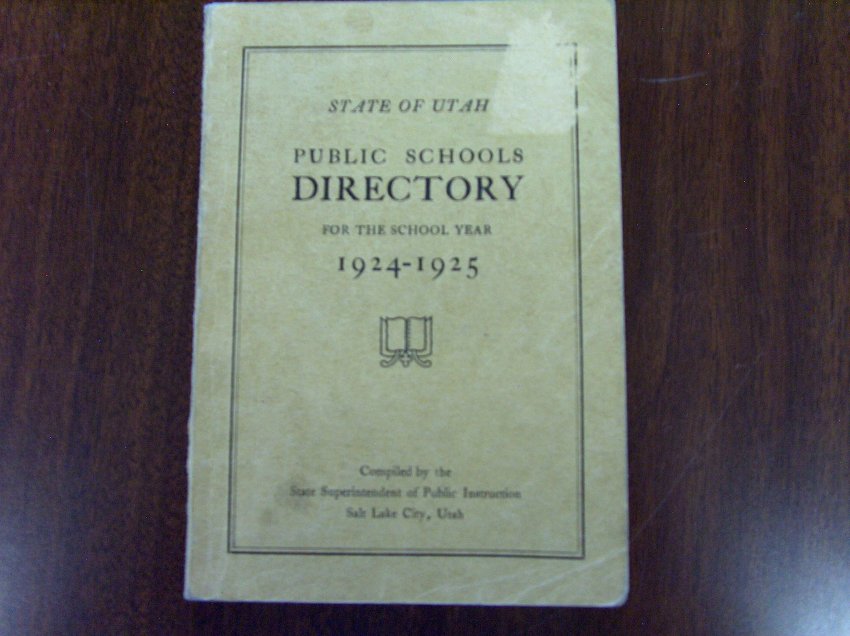 STATE OF UTAH
PUBLIC SCHOOLS
DIRECTORY
FOR THE SCHOOL YEAR
1924-1925
Compiled by the
State Superintendent of Public Instruction
Salt Lake City, Utah